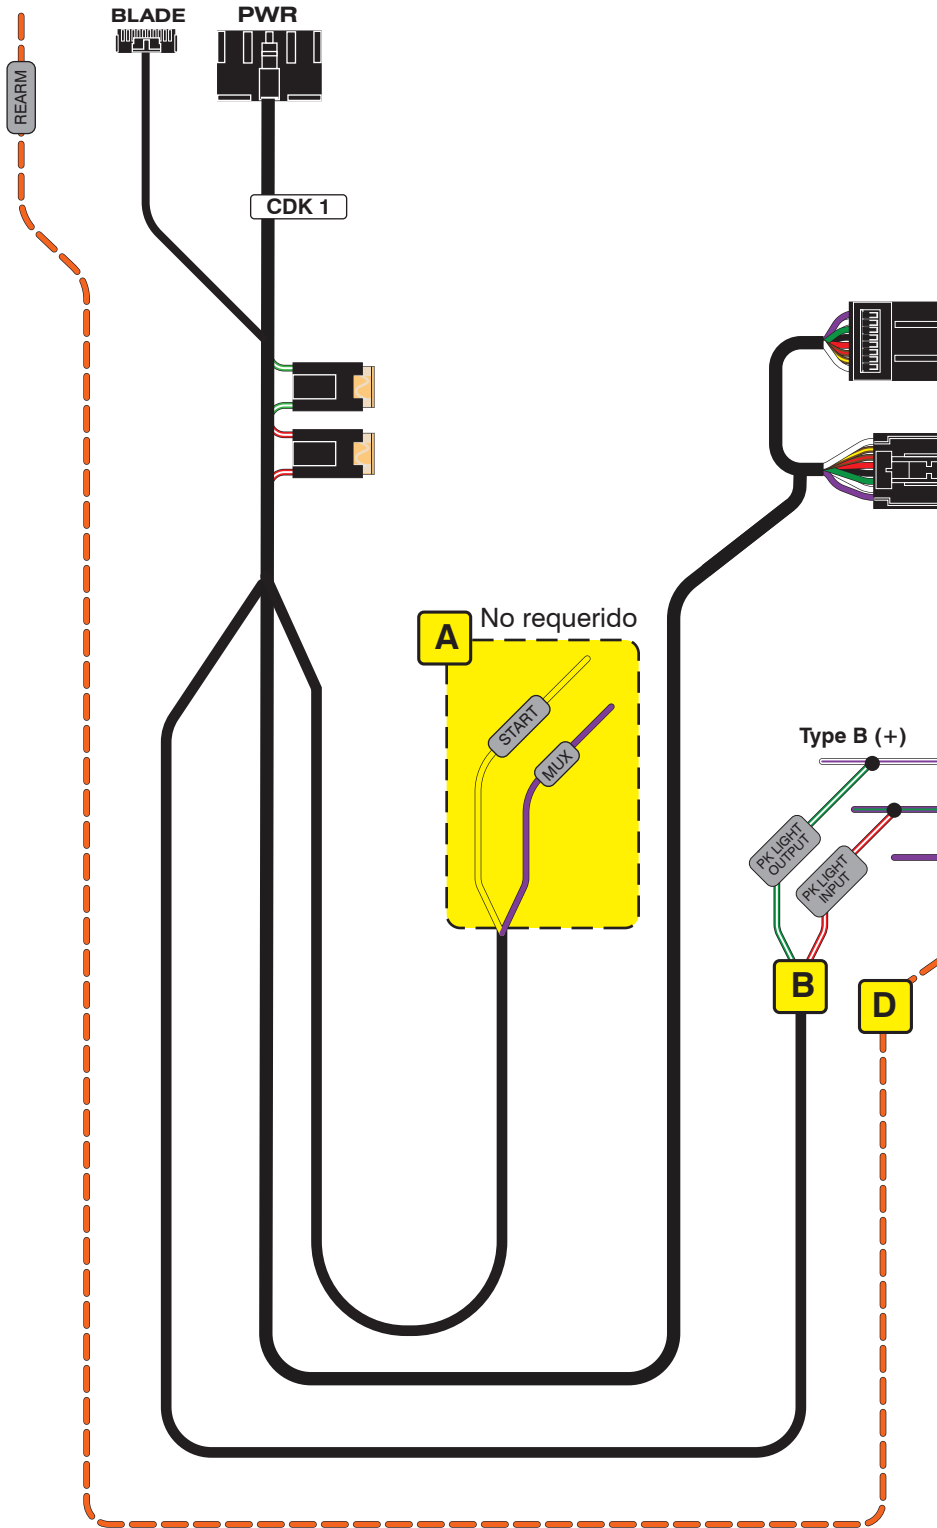 BLADE
PWR
REARM
CDK 1
A
No requerido
START
MUX
Type B (+)
PK LIGHT
OUTPUT
PK LIGHT
INPUT
B
D